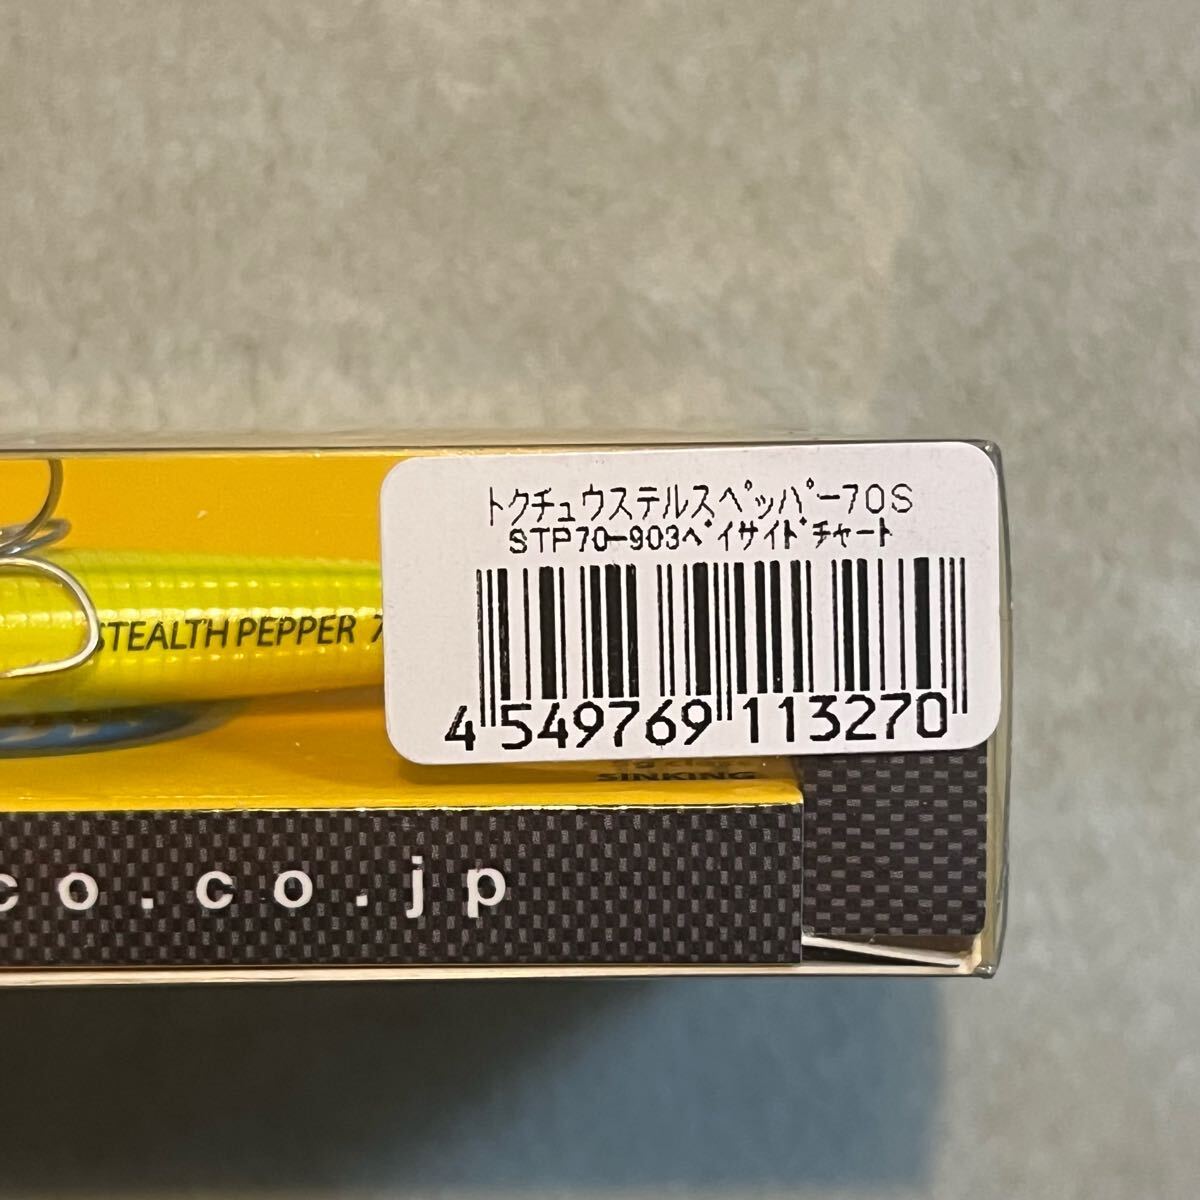 トクチュウステルスペッパー70S
STP70-903ベイサイドチャート
STEALTH PEPPER 7
4 549769 113270
SINKING
co.co.jp